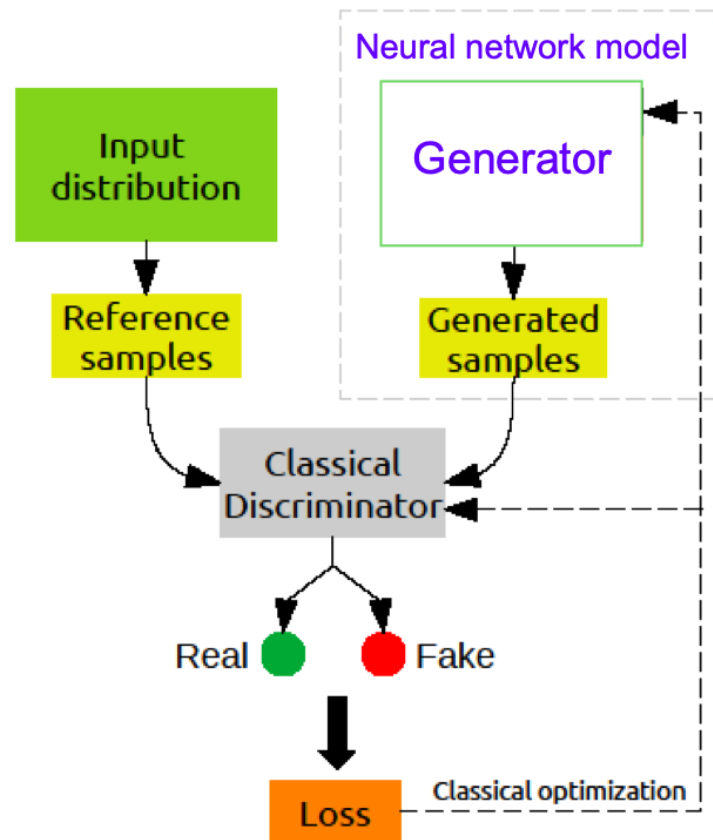 Neural network model
Input
distribution
Generator
Reference
samples
Generated
samples
Classical
Discriminator
Real
Fake
Classical optimization
Loss